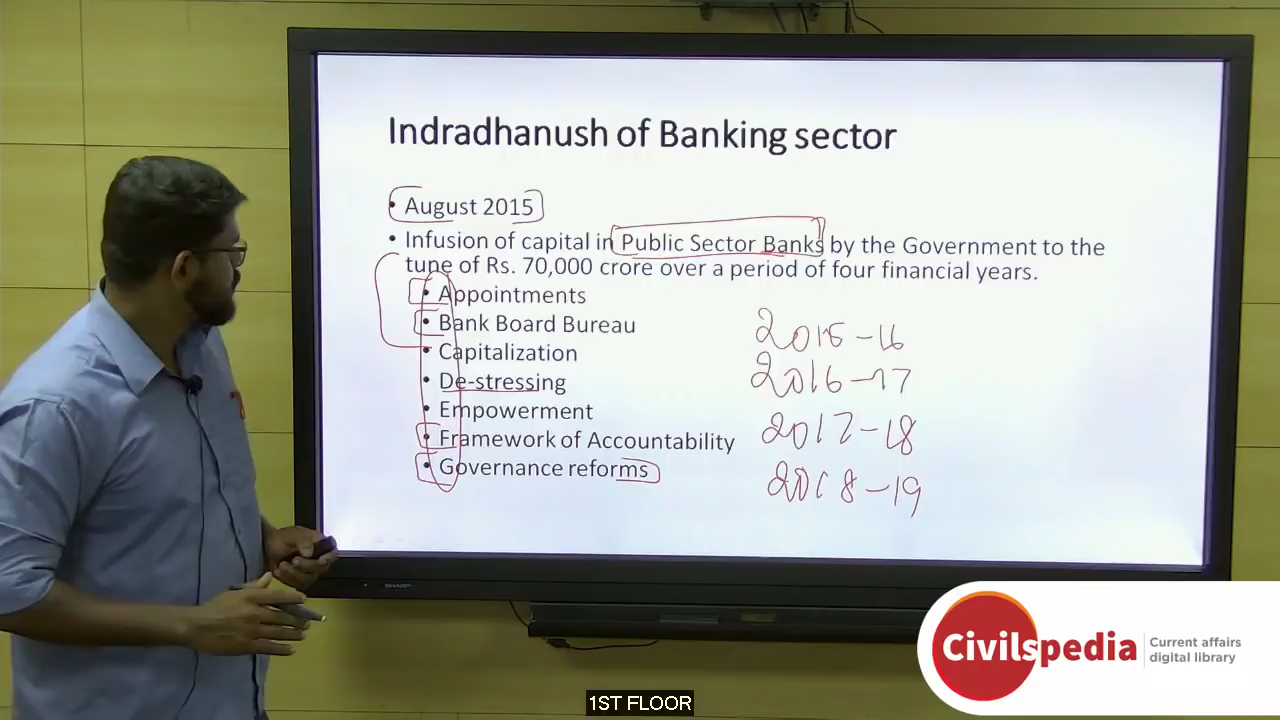 Indradhanush of Banking sector
• August 2015
• Infusion of capital in Public Sector Banks by the Government to the
tune of Rs. 70,000 crore over a period of four financial years.
• Appointments
• Bank Board Bureau
• Capitalization
• De-stressing
• Empowerment
• Framework of Accountability
• Governance reforms
2015-16
2016-17
2017-18
2018-19
SHARP
Civilspedia
Current affairs
digital library
1ST FLOOR